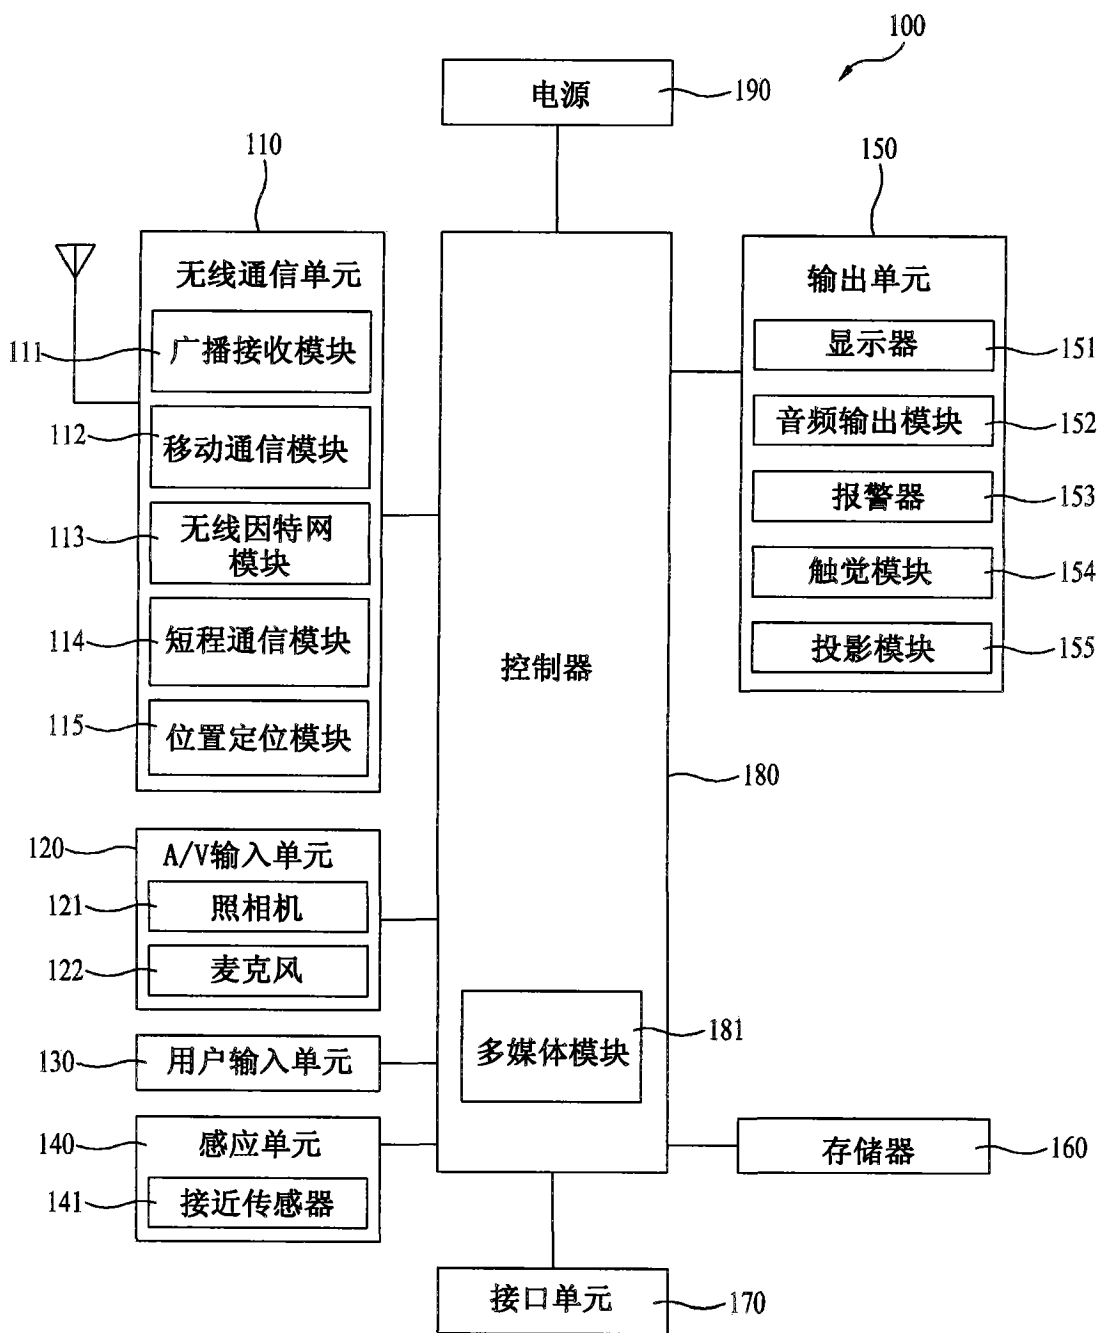 100
电源
190
110
无线通信单元
111
广播接收模块
112
移动通信模块
113
无线因特网
模块
114
短程通信模块
115
位置定位模块
120
A/V输入单元
121
照相机
122
麦克风
130
用户输入单元
140
感应单元
141
接近传感器
控制器
180
多媒体模块
181
150
输出单元
显示器
151
音频输出模块
152
报警器
153
触觉模块
154
投影模块
155
存储器
160
接口单元
170